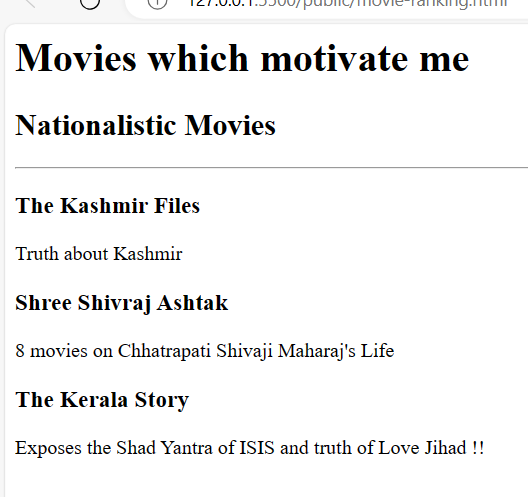 127.0.0.1:5500/public/movie-ranking.html
Movies which motivate me
Nationalistic Movies
The Kashmir Files
Truth about Kashmir
Shree Shivraj Ashtak
8 movies on Chhatrapati Shivaji Maharaj's Life
The Kerala Story
Exposes the Shad Yantra of ISIS and truth of Love Jihad !!